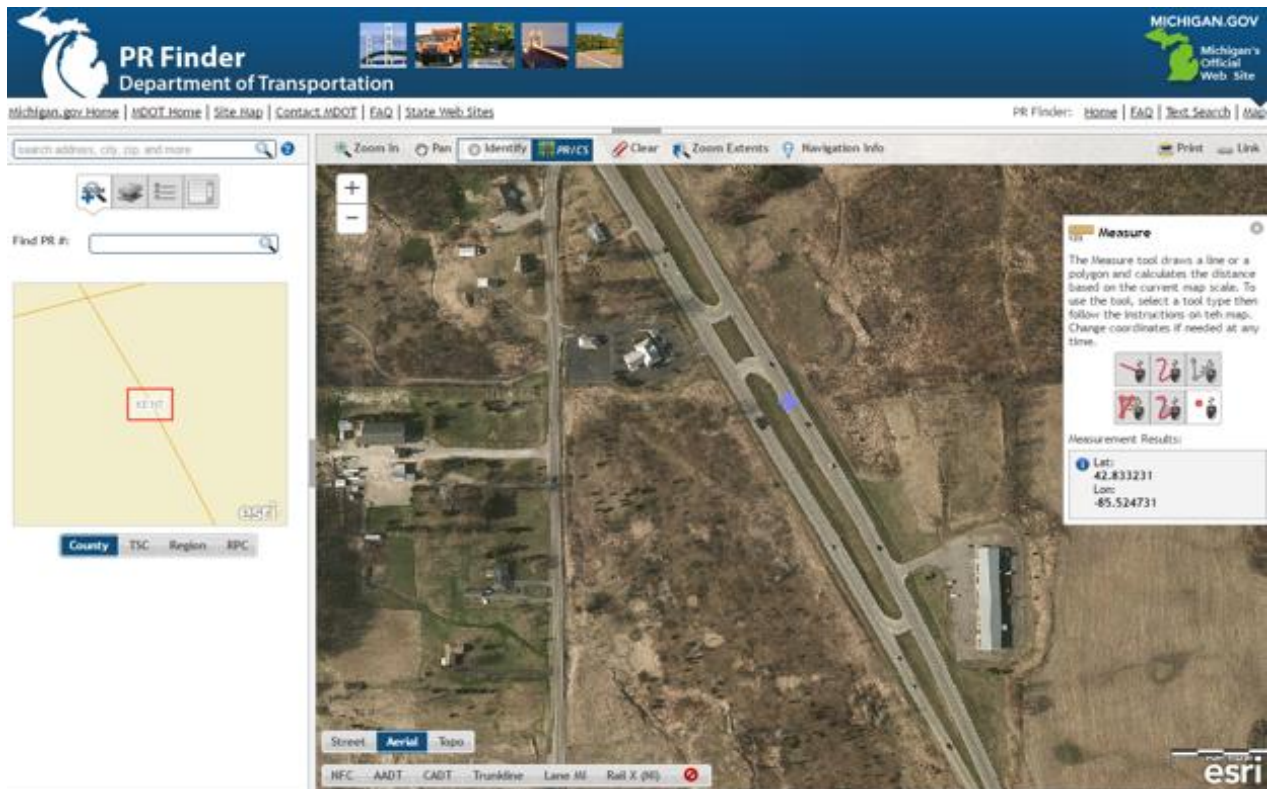 PR Finder
Department of Transportation
MICHIGAN.GOV
Michigan's
Official
Web Site
Michigan.gov Home | MDOT Home | Site Map | Contact MDOT | FAQ | State Web Sites
PR Finder: Home | FAQ | Text Search | Map
search address, city, zip, and more
Zoom In Pan Identify PR/CS Clear Zoom Extents Navigation Info Print Link
Find PR #:
KENT
esri
County TSC Region RPC
Measure
The Measure tool draws a line or a
polygon and calculates the distance
based on the current map scale. To
use the tool, select a tool type then
follow the instructions on teh map.
Change coordinates if needed at any
time.
Measurement Results:
Lat:
42.833231
Lon:
-85.524731
Street Aerial Topo
NFC AADT CADT Trunkline Lane Mi Rail X (MI)
esri